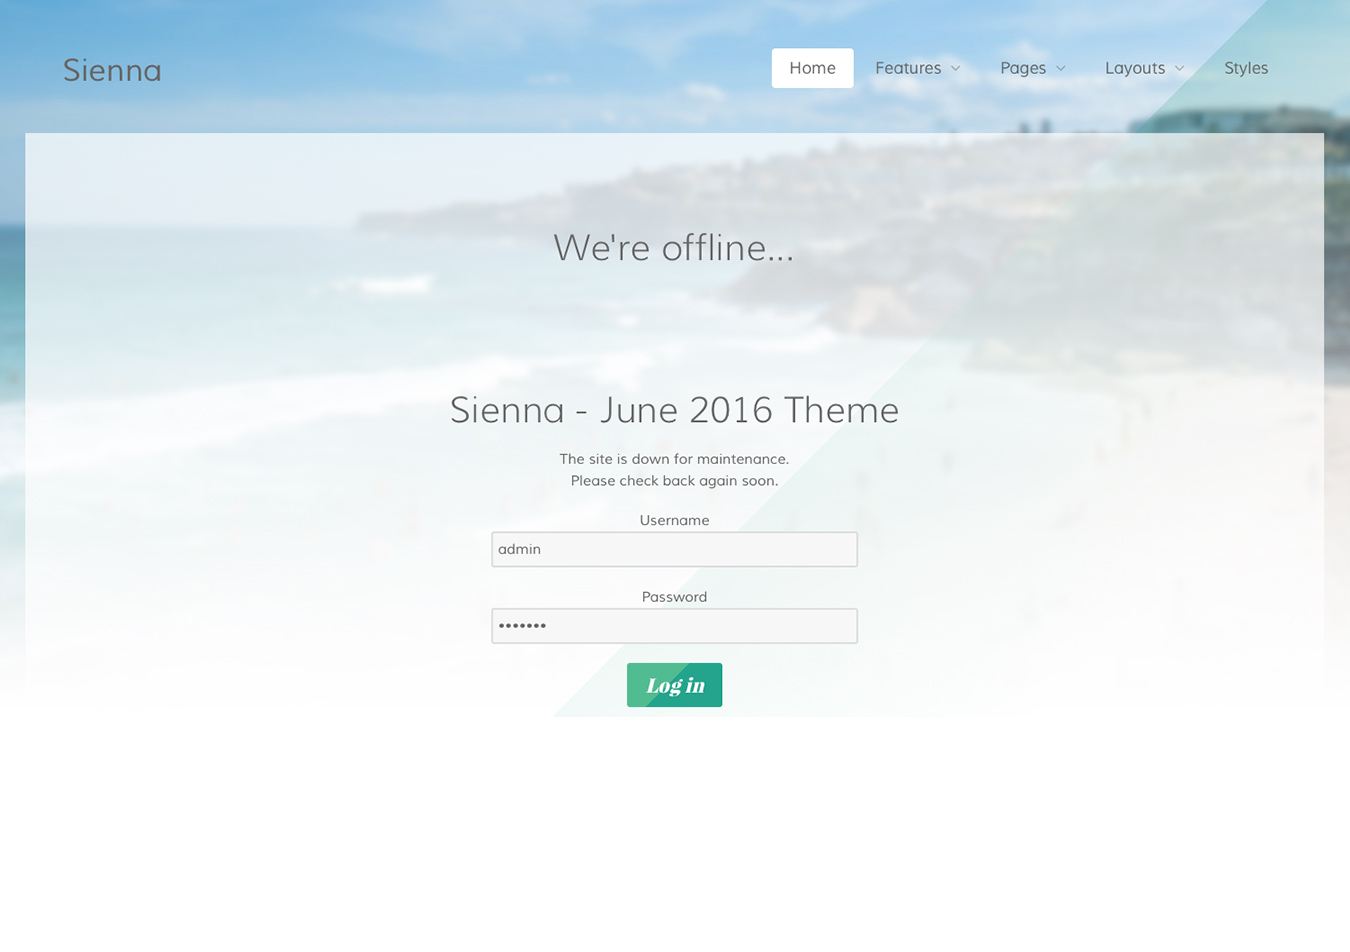 Sienna
Home Features Pages Layouts Styles
We're offline...
Sienna - June 2016 Theme
The site is down for maintenance.
Please check back again soon.
Username
admin
Password
•••••••
Log in